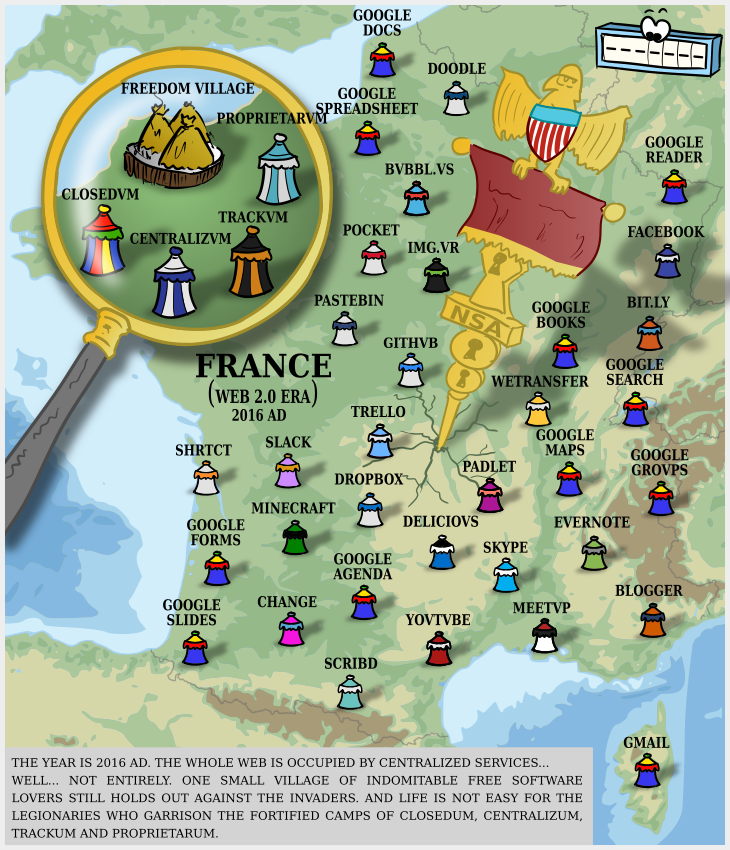 GOOGLE
DOCS
DOODLE
FREEDOM VILLAGE
GOOGLE
SPREADSHEET
PROPRIETARVM
GOOGLE
READER
BVBBL.VS
CLOSEDVM
TRACKVM
CENTRALIZVM
POCKET
IMG.VR
FACEBOOK
PASTEBIN
NSA
GOOGLE
BOOKS
BIT.LY
GITHVB
FRANCE
(WEB 2.0 ERA)
2016 AD
WETRANSFER
GOOGLE
SEARCH
TRELLO
SHRTCT
SLACK
GOOGLE
MAPS
PADLET
GOOGLE
GROVPS
DROPBOX
MINECRAFT
GOOGLE
FORMS
DELICIOVS
EVERNOTE
SKYPE
GOOGLE
AGENDA
GOOGLE
SLIDES
CHANGE
YOVTVBE
MEETVP
BLOGGER
SCRIBD
GMAIL
THE YEAR IS 2016 AD. THE WHOLE WEB IS OCCUPIED BY CENTRALIZED SERVICES...
WELL... NOT ENTIRELY. ONE SMALL VILLAGE OF INDOMITABLE FREE SOFTWARE
LOVERS STILL HOLDS OUT AGAINST THE INVADERS. AND LIFE IS NOT EASY FOR THE
LEGIONARIES WHO GARRISON THE FORTIFIED CAMPS OF CLOSEDUM, CENTRALIZUM,
TRACKUM AND PROPRIETARUM.